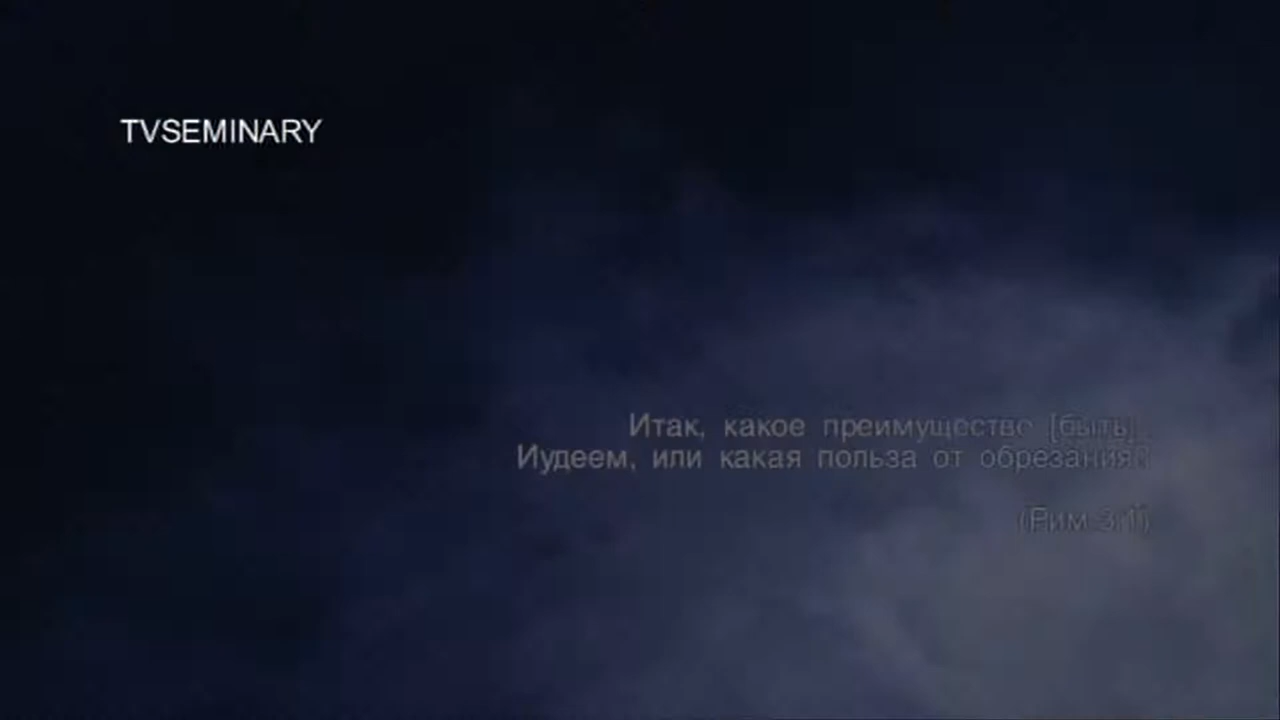 TVSEMINARY
Итак, какое преимущество [быть]
Иудеем, или какая польза от обрезания?
(Рим 3:1)